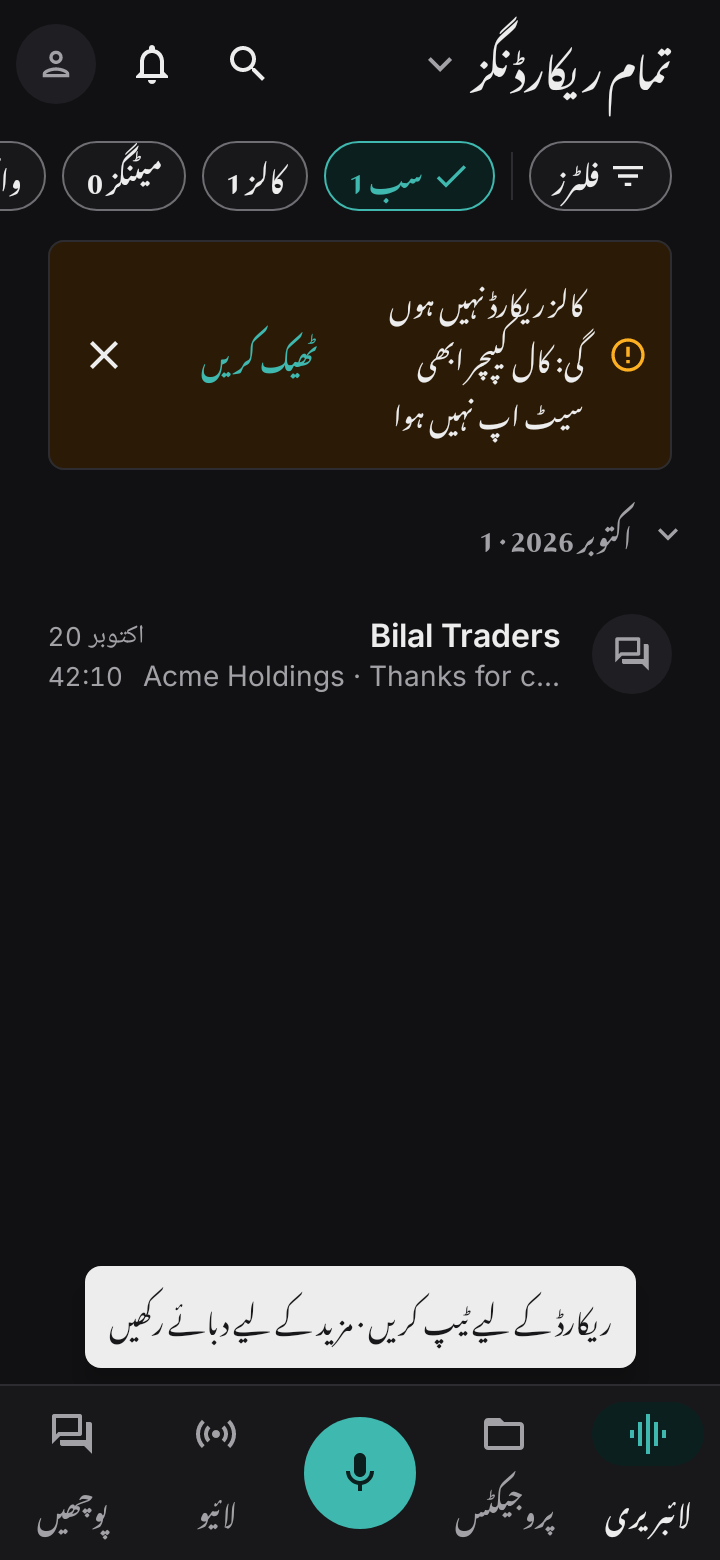 تمام ریکارڈنگز
فلٹرز
سب 1
کالز 1
میٹنگز 0
وا
کالز ریکارڈ نہیں ہوں
گی: کال کیپچر ابھی
سیٹ اپ نہیں ہوا
ٹھیک کریں
اکتوبر 2026 · 1
Bilal Traders
20 اکتوبر
Acme Holdings · Thanks for c…
42:10
ریکارڈ کے لیے ٹیپ کریں · مزید کے لیے دبائے رکھیں
لائبریری
پروجیکٹس
لائیو
پوچھیں